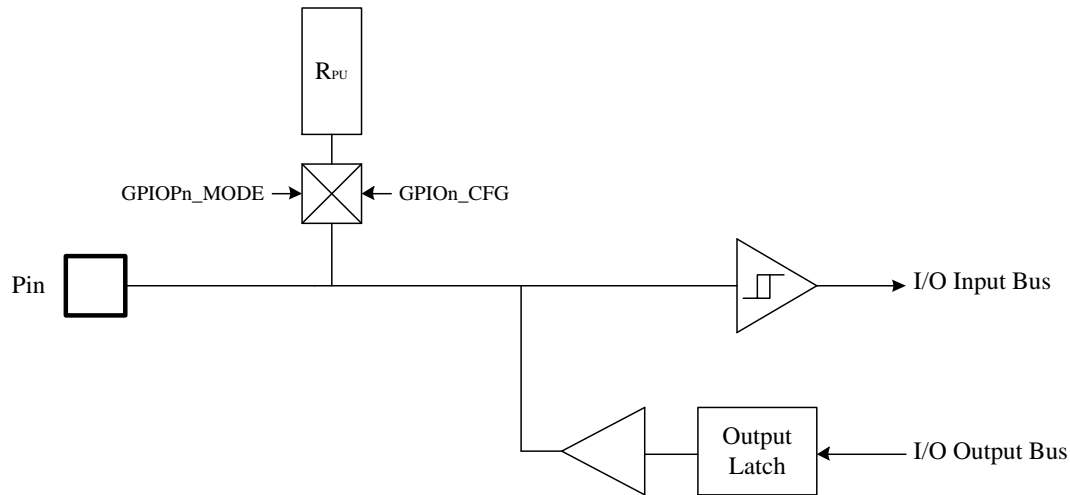 RPU
GPIOPn_MODE
GPIOn_CFG
Pin
I/O Input Bus
Output
Latch
I/O Output Bus